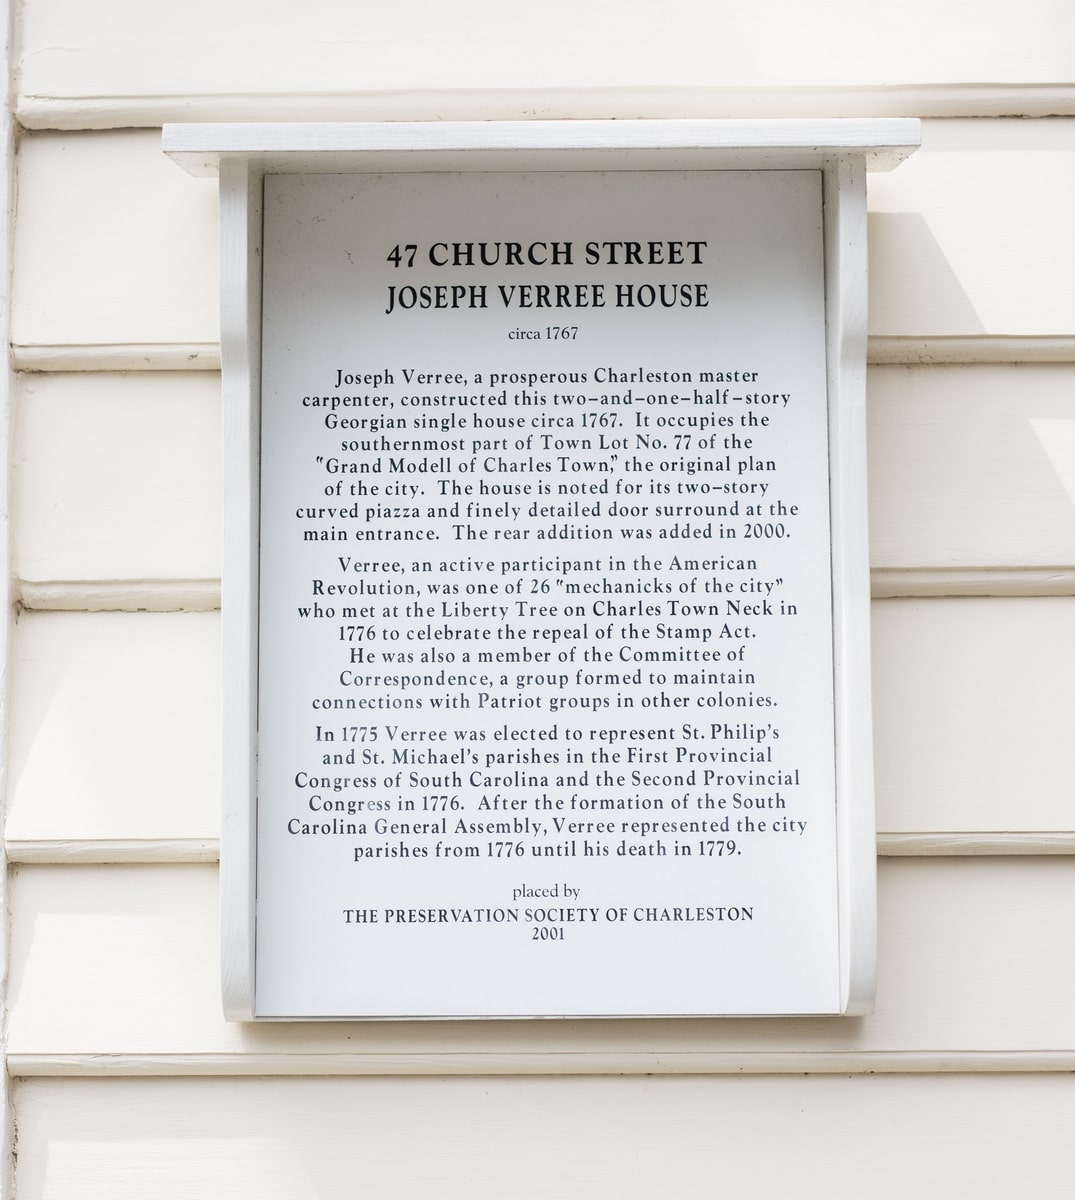 47 CHURCH STREET
JOSEPH VERREE HOUSE
circa 1767
Joseph Verree, a prosperous Charleston master
carpenter, constructed this two-and-one-half-story
Georgian single house circa 1767. It occupies the
southernmost part of Town Lot No. 77 of the
"Grand Modell of Charles Town," the original plan
of the city. The house is noted for its two-story
curved piazza and finely detailed door surround at the
main entrance. The rear addition was added in 2000.
Verree, an active participant in the American
Revolution, was one of 26 "mechanicks of the city"
who met at the Liberty Tree on Charles Town Neck in
1776 to celebrate the repeal of the Stamp Act.
He was also a member of the Committee of
Correspondence, a group formed to maintain
connections with Patriot groups in other colonies.
In 1775 Verree was elected to represent St. Philip's
and St. Michael's parishes in the First Provincial
Congress of South Carolina and the Second Provincial
Congress in 1776. After the formation of the South
Carolina General Assembly, Verree represented the city
parishes from 1776 until his death in 1779.
placed by
THE PRESERVATION SOCIETY OF CHARLESTON
2001